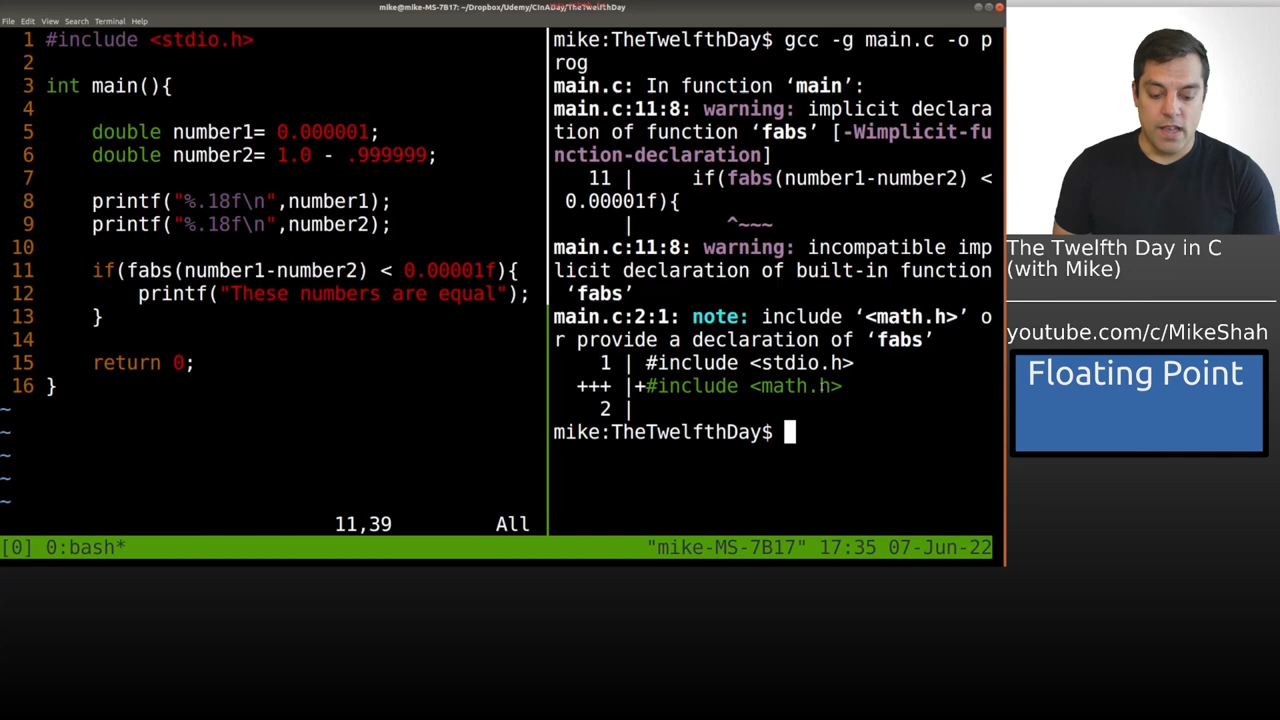 mike@mike-MS-7B17: ~/Dropbox/Udemy/CInADay/TheTwelfthDay
File Edit View Search Terminal Help
1 #include <stdio.h>
2
3 int main(){
4
5 double number1= 0.000001;
6 double number2= 1.0 - .999999;
7
8 printf("%.18f\n",number1);
9 printf("%.18f\n",number2);
10
11 if(fabs(number1-number2) < 0.00001f){
12 printf("These numbers are equal");
13 }
14
15 return 0;
16 }
~
~
~
~
~
11,39 All
mike:TheTwelfthDay$ gcc -g main.c -o p
rog
main.c: In function ‘main’:
main.c:11:8: warning: implicit declara
tion of function ‘fabs’ [-Wimplicit-fu
nction-declaration]
11 | if(fabs(number1-number2) <
0.00001f){
| ^~~~
main.c:11:8: warning: incompatible imp
licit declaration of built-in function
‘fabs’
main.c:2:1: note: include ‘<math.h>’ o
r provide a declaration of ‘fabs’
1 | #include <stdio.h>
+++ |+#include <math.h>
2 |
mike:TheTwelfthDay$
[0] 0:bash* "mike-MS-7B17" 17:35 07-Jun-22
The Twelfth Day in C
(with Mike)
youtube.com/c/MikeShah
Floating Point